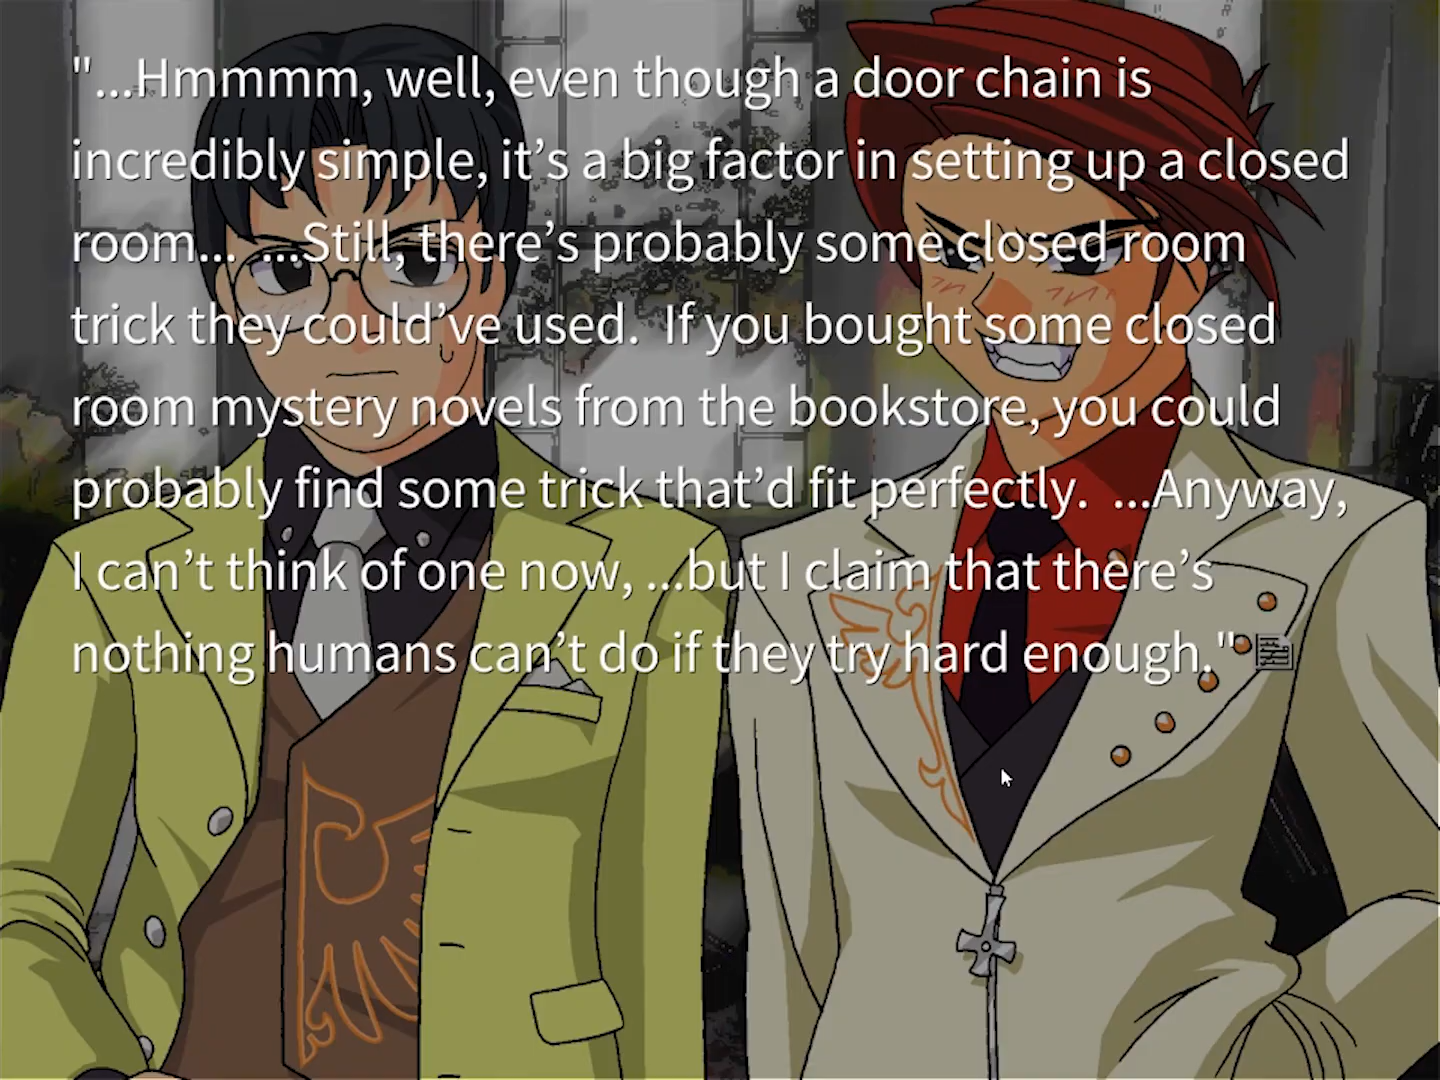 "...Hmmmm, well, even though a door chain is
incredibly simple, it’s a big factor in setting up a closed
room...  ...Still, there’s probably some closed room
trick they could’ve used.  If you bought some closed
room mystery novels from the bookstore, you could
probably find some trick that’d fit perfectly.  ...Anyway,
I can’t think of one now, ...but I claim that there’s
nothing humans can’t do if they try hard enough."